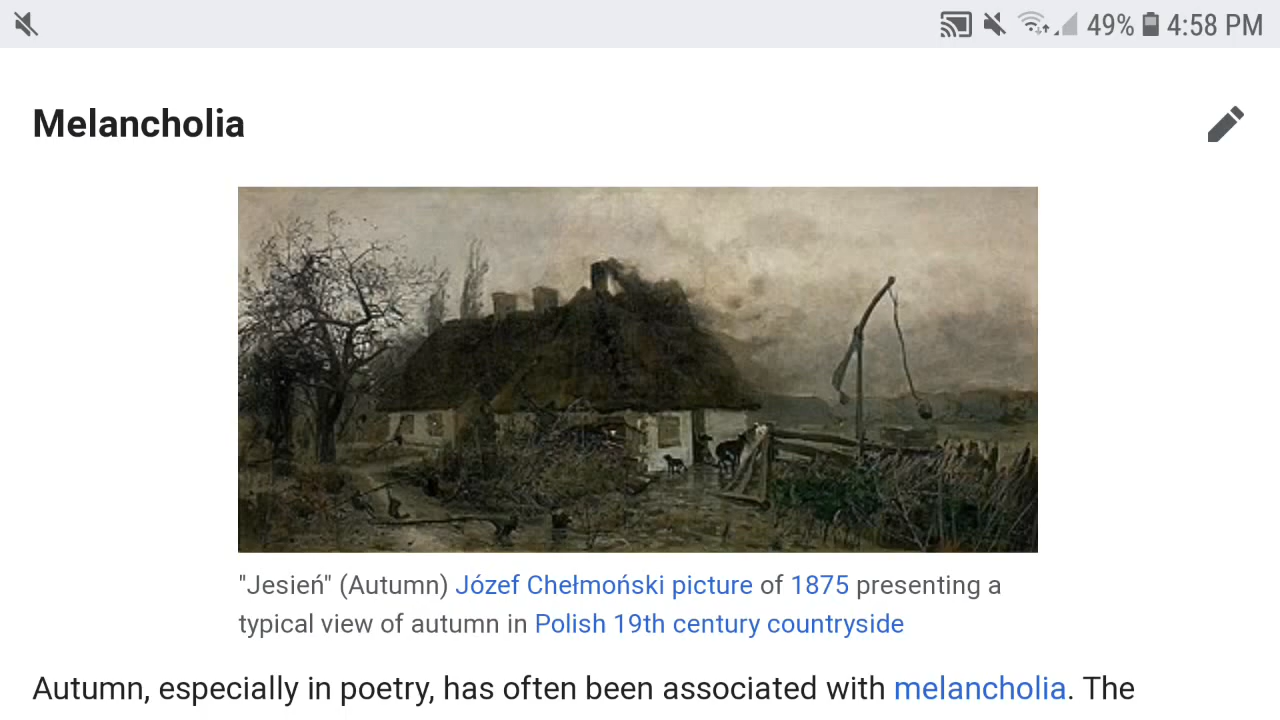 49% 4:58 PM
Melancholia
"Jesień" (Autumn) Józef Chełmoński picture of 1875 presenting a
typical view of autumn in Polish 19th century countryside
Autumn, especially in poetry, has often been associated with melancholia. The